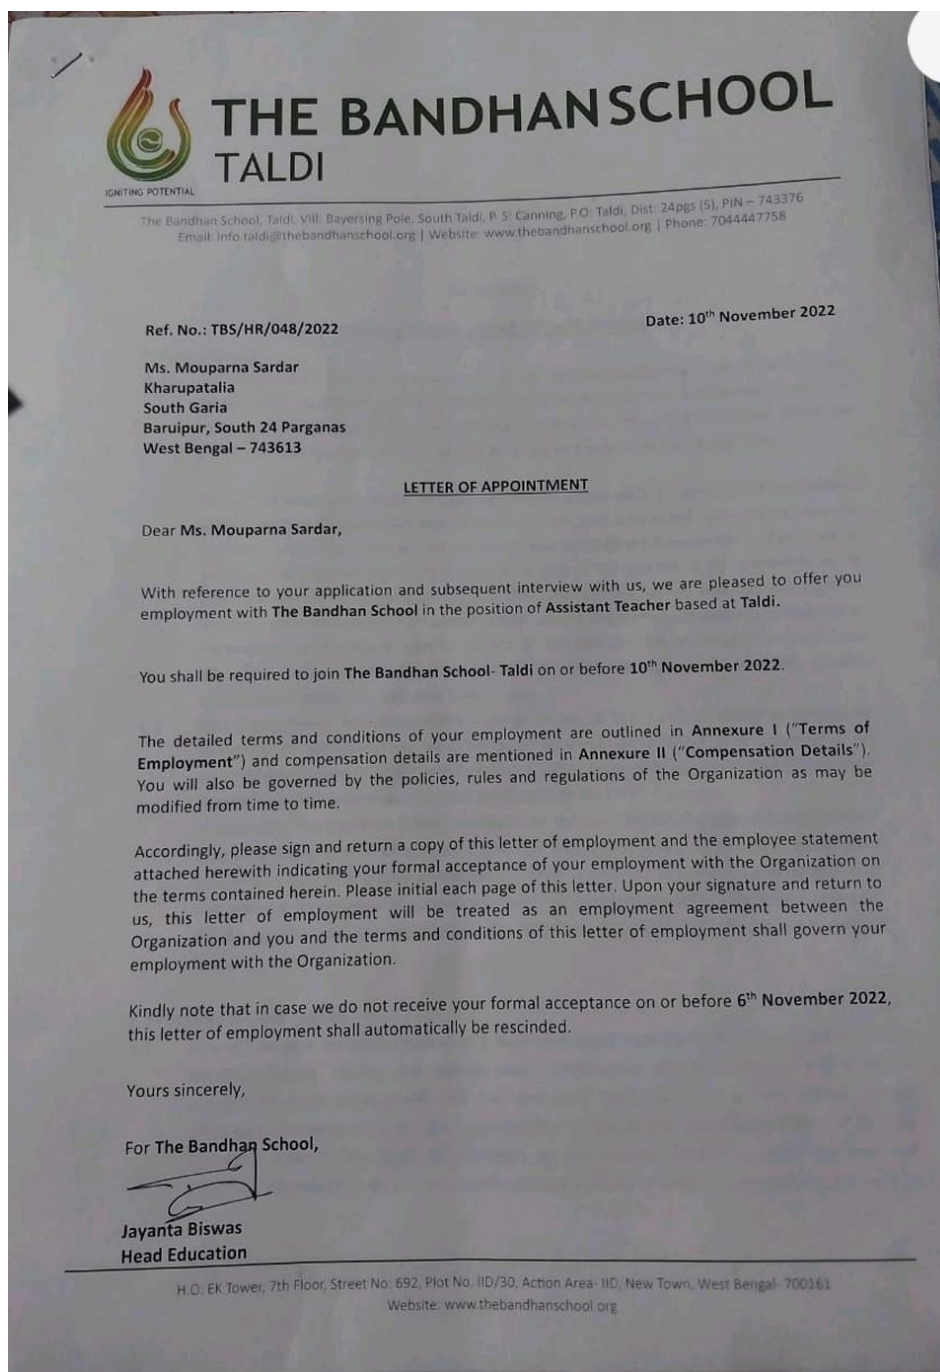 THE BANDHAN SCHOOL
TALDI
IGNITING POTENTIAL
The Bandhan School, Taldi, Vill: Bayersing Pole, South Taldi, P. S: Canning, P.O: Taldi, Dist: 24pgs (S), PIN – 743376
Email: info.taldi@thebandhanschool.org | Website: www.thebandhanschool.org | Phone: 7044447758
Ref. No.: TBS/HR/048/2022
Date: 10th November 2022
Ms. Mouparna Sardar
Kharupatalia
South Garia
Baruipur, South 24 Parganas
West Bengal – 743613
LETTER OF APPOINTMENT
Dear Ms. Mouparna Sardar,
With reference to your application and subsequent interview with us, we are pleased to offer you
employment with The Bandhan School in the position of Assistant Teacher based at Taldi.
You shall be required to join The Bandhan School- Taldi on or before 10th November 2022.
The detailed terms and conditions of your employment are outlined in Annexure I (“Terms of
Employment”) and compensation details are mentioned in Annexure II (“Compensation Details”).
You will also be governed by the policies, rules and regulations of the Organization as may be
modified from time to time.
Accordingly, please sign and return a copy of this letter of employment and the employee statement
attached herewith indicating your formal acceptance of your employment with the Organization on
the terms contained herein. Please initial each page of this letter. Upon your signature and return to
us, this letter of employment will be treated as an employment agreement between the
Organization and you and the terms and conditions of this letter of employment shall govern your
employment with the Organization.
Kindly note that in case we do not receive your formal acceptance on or before 6th November 2022,
this letter of employment shall automatically be rescinded.
Yours sincerely,
For The Bandhan School,
Jayanta Biswas
Head Education
H.O. EK Tower, 7th Floor, Street No. 692, Plot No. IID/30, Action Area- IID, New Town, West Bengal- 700161
Website: www.thebandhanschool.org